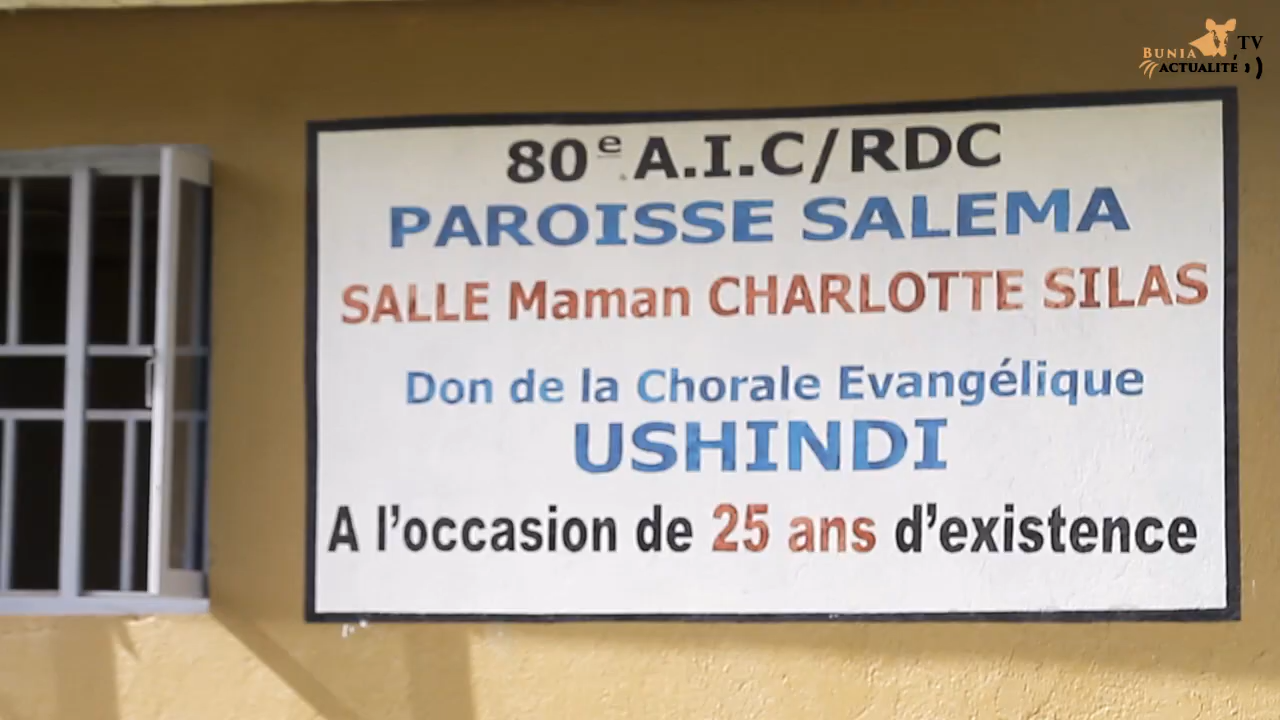 BUNIA TV
ACTUALITÉ
80e A.I.C/RDC
PAROISSE SALEMA
SALLE Maman CHARLOTTE SILAS
Don de la Chorale Evangélique
USHINDI
A l'occasion de 25 ans d'existence